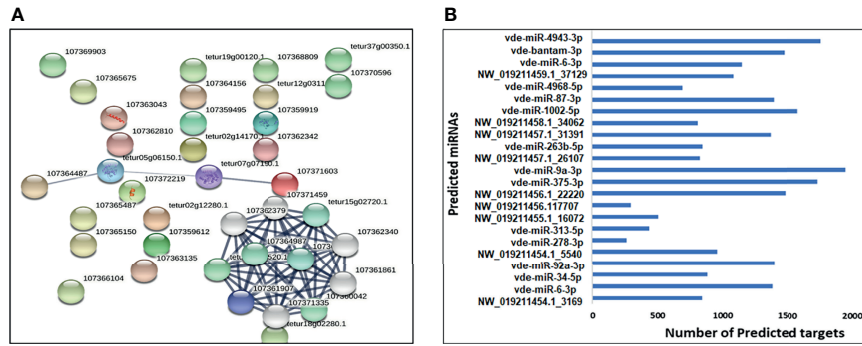 A
107369903
107365675
107363043
107362810
tetur05g06150.1
107364487
107372219
107365487
tetur02g12280.1
107365150
107359612
107363135
107366104
tetur19g00120.1
107368809
tetur37g00350.1
107364156
tetur12g0311
107370596
107359495
107359919
tetur02g14170.1
107362342
tetur07g07190.1
107371603
107371459
tetur15g02720.1
107362379
107362340
107364987
520.1
107361861
107361907
107360042
107371335
tetur18g02280.1
B
Predicted miRNAs
vde-miR-4943-3p
vde-bantam-3p
vde-miR-6-3p
NW_019211459.1_37129
vde-miR-4968-5p
vde-miR-87-3p
vde-miR-1002-5p
NW_019211458.1_34062
NW_019211457.1_31391
vde-miR-263b-5p
NW_019211457.1_26107
vde-miR-9a-3p
vde-miR-375-3p
NW_019211456.1_22220
NW_019211456.117707
NW_019211455.1_16072
vde-miR-313-5p
vde-miR-278-3p
NW_019211454.1_5540
vde-miR-92a-3p
vde-miR-34-5p
vde-miR-6-3p
NW_019211454.1_3169
0 500 1000 1500 2000
Number of Predicted targets